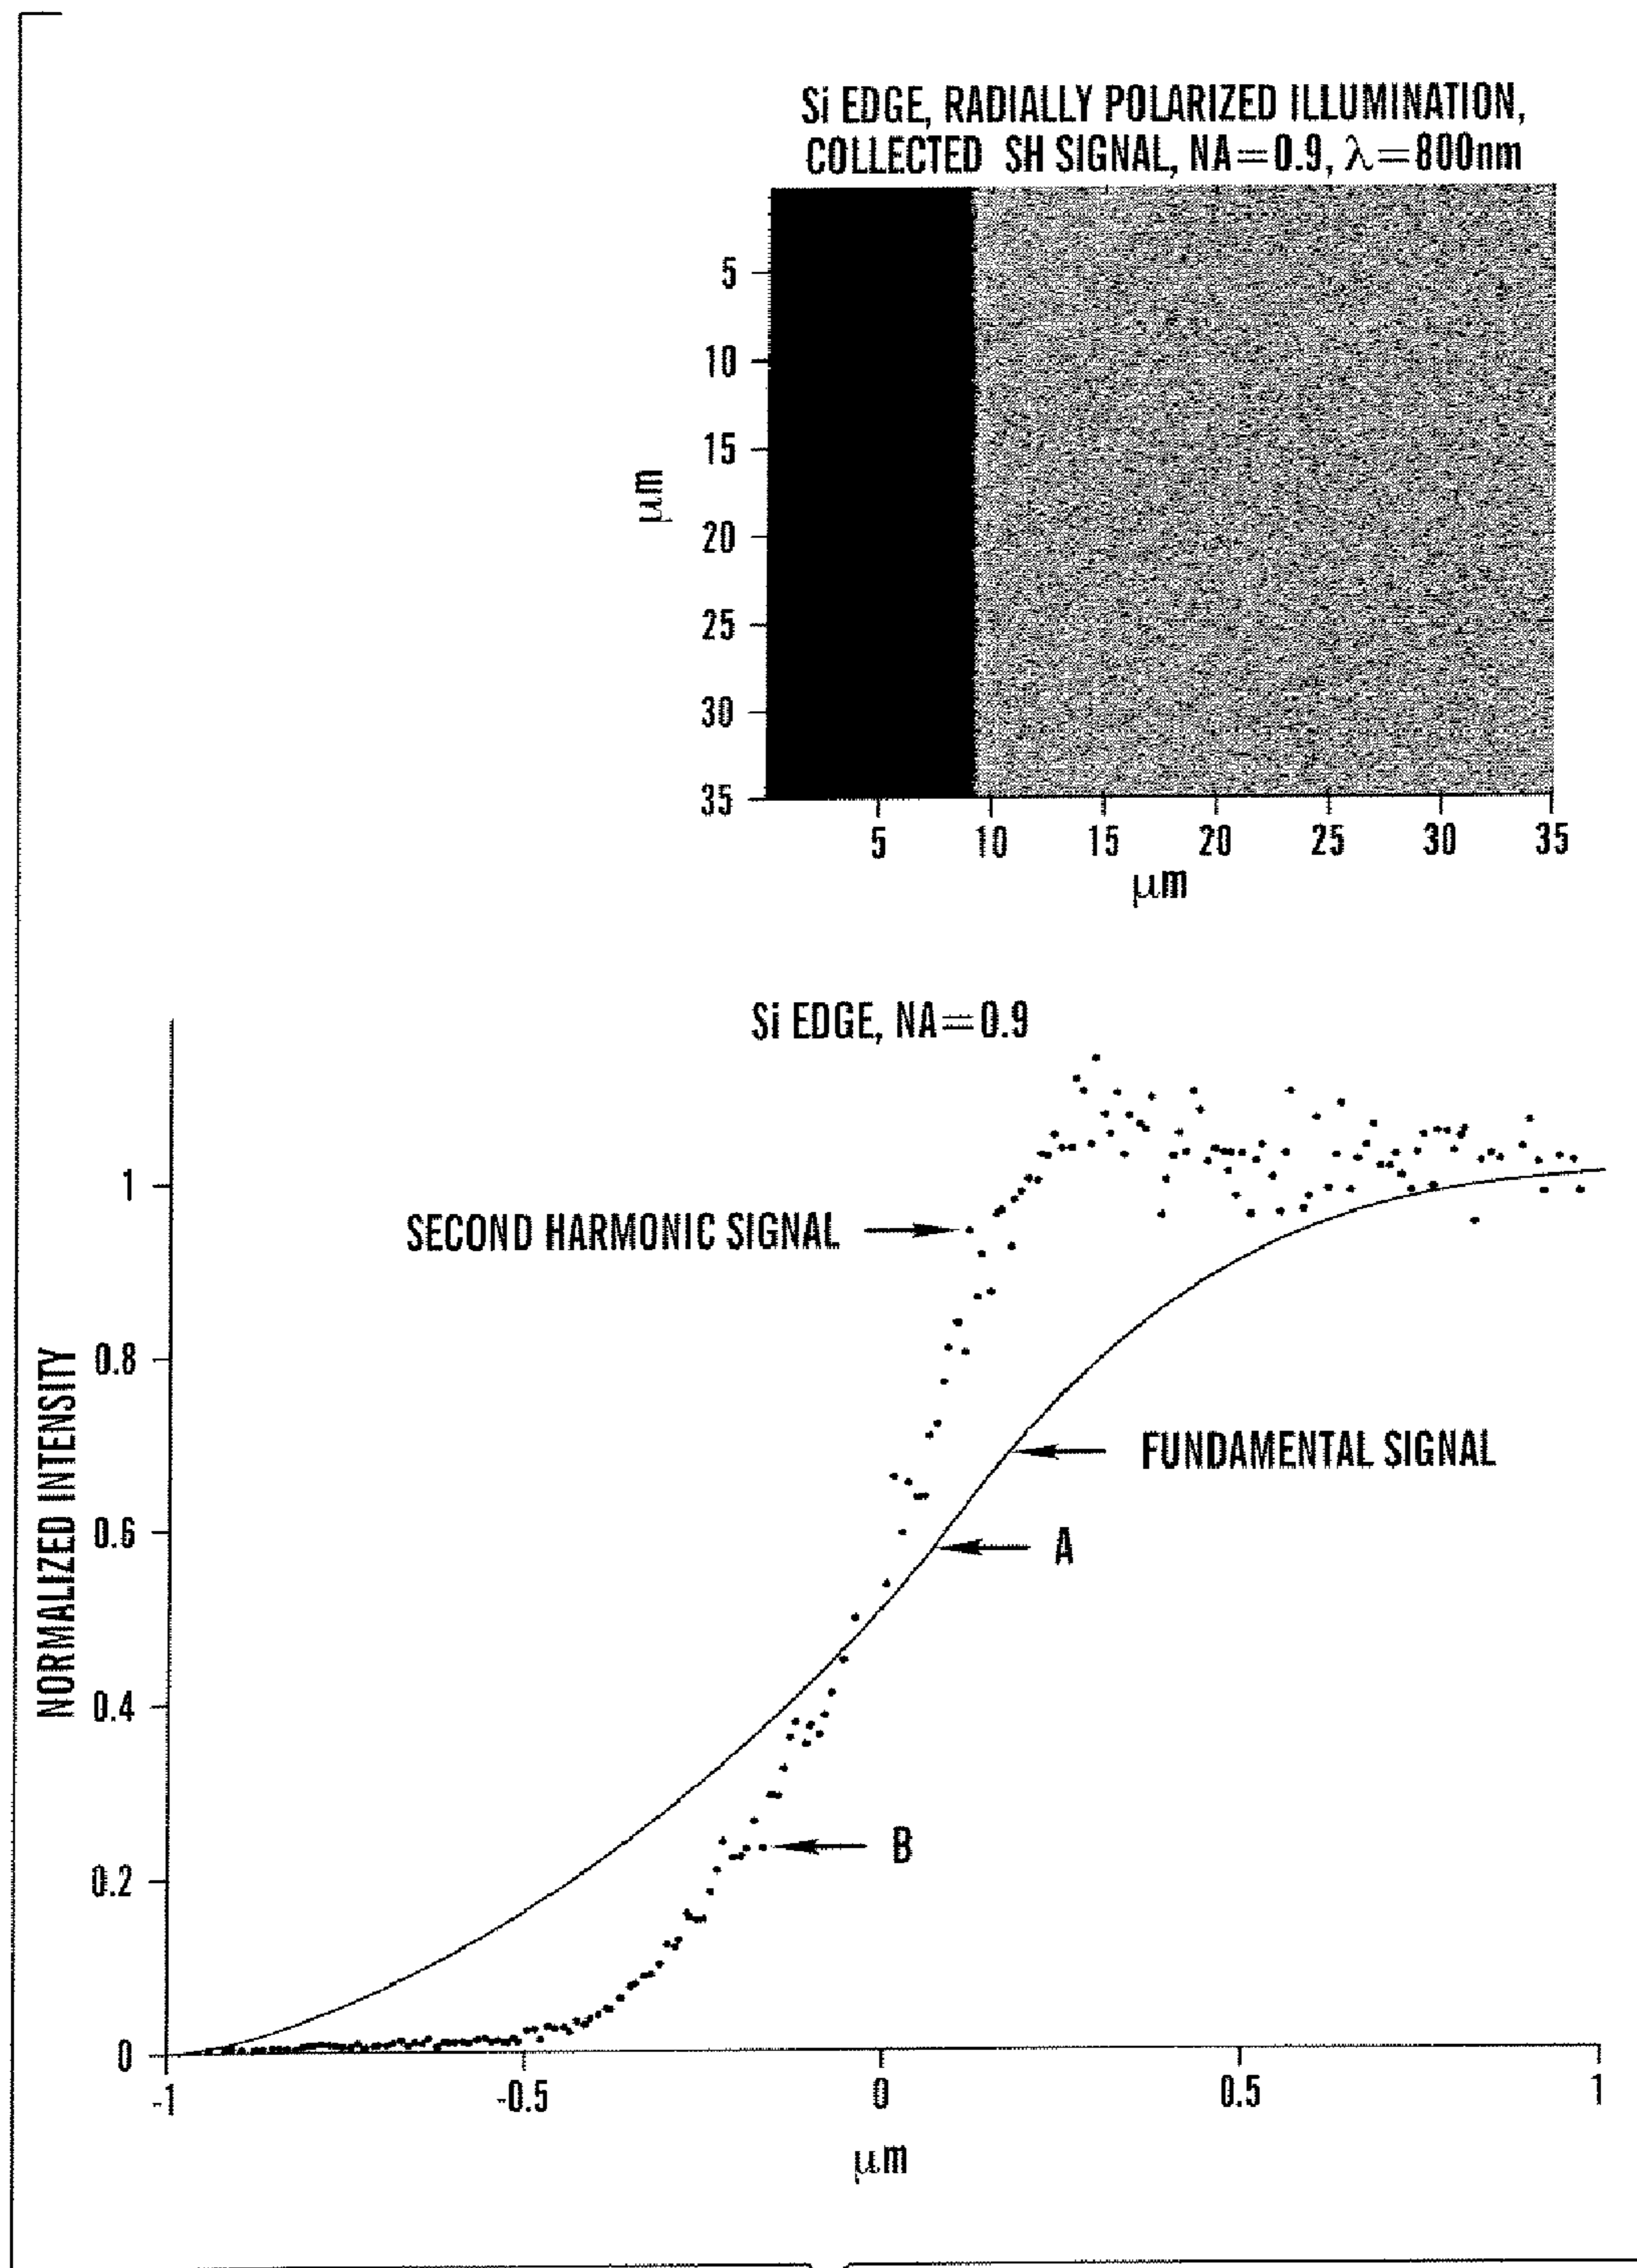 Si EDGE, RADIALLY POLARIZED ILLUMINATION,
COLLECTED SH SIGNAL, NA=0.9, λ=800nm
5
10
15
20
25
30
35
μm
5 10 15 20 25 30 35
μm
Si EDGE, NA=0.9
1
SECOND HARMONIC SIGNAL
0.8
FUNDAMENTAL SIGNAL
NORMALIZED INTENSITY
0.6
A
0.4
B
0.2
0
-1 -0.5 0 0.5 1
μm